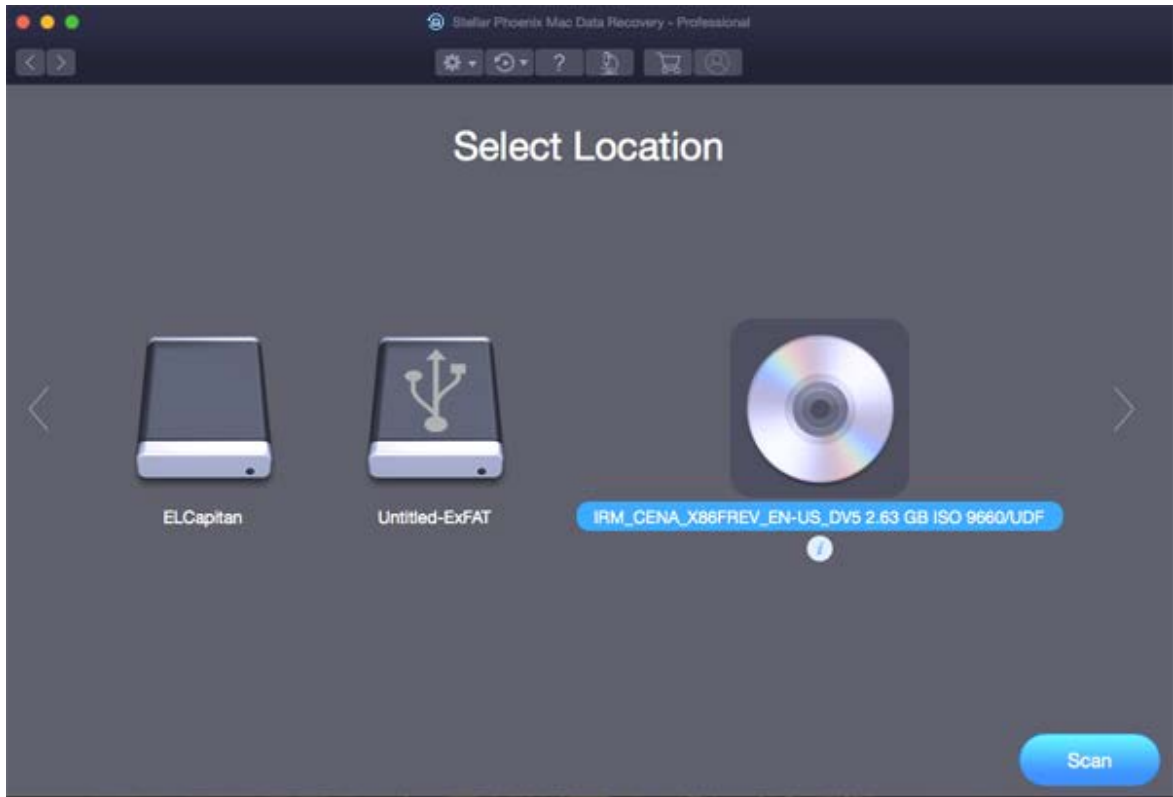 Stellar Phoenix Mac Data Recovery - Professional
?
Select Location
ELCapitan
Untitled-ExFAT
IRM_CENA_X86FREV_EN-US_DV5 2.63 GB ISO 9660/UDF
i
Scan